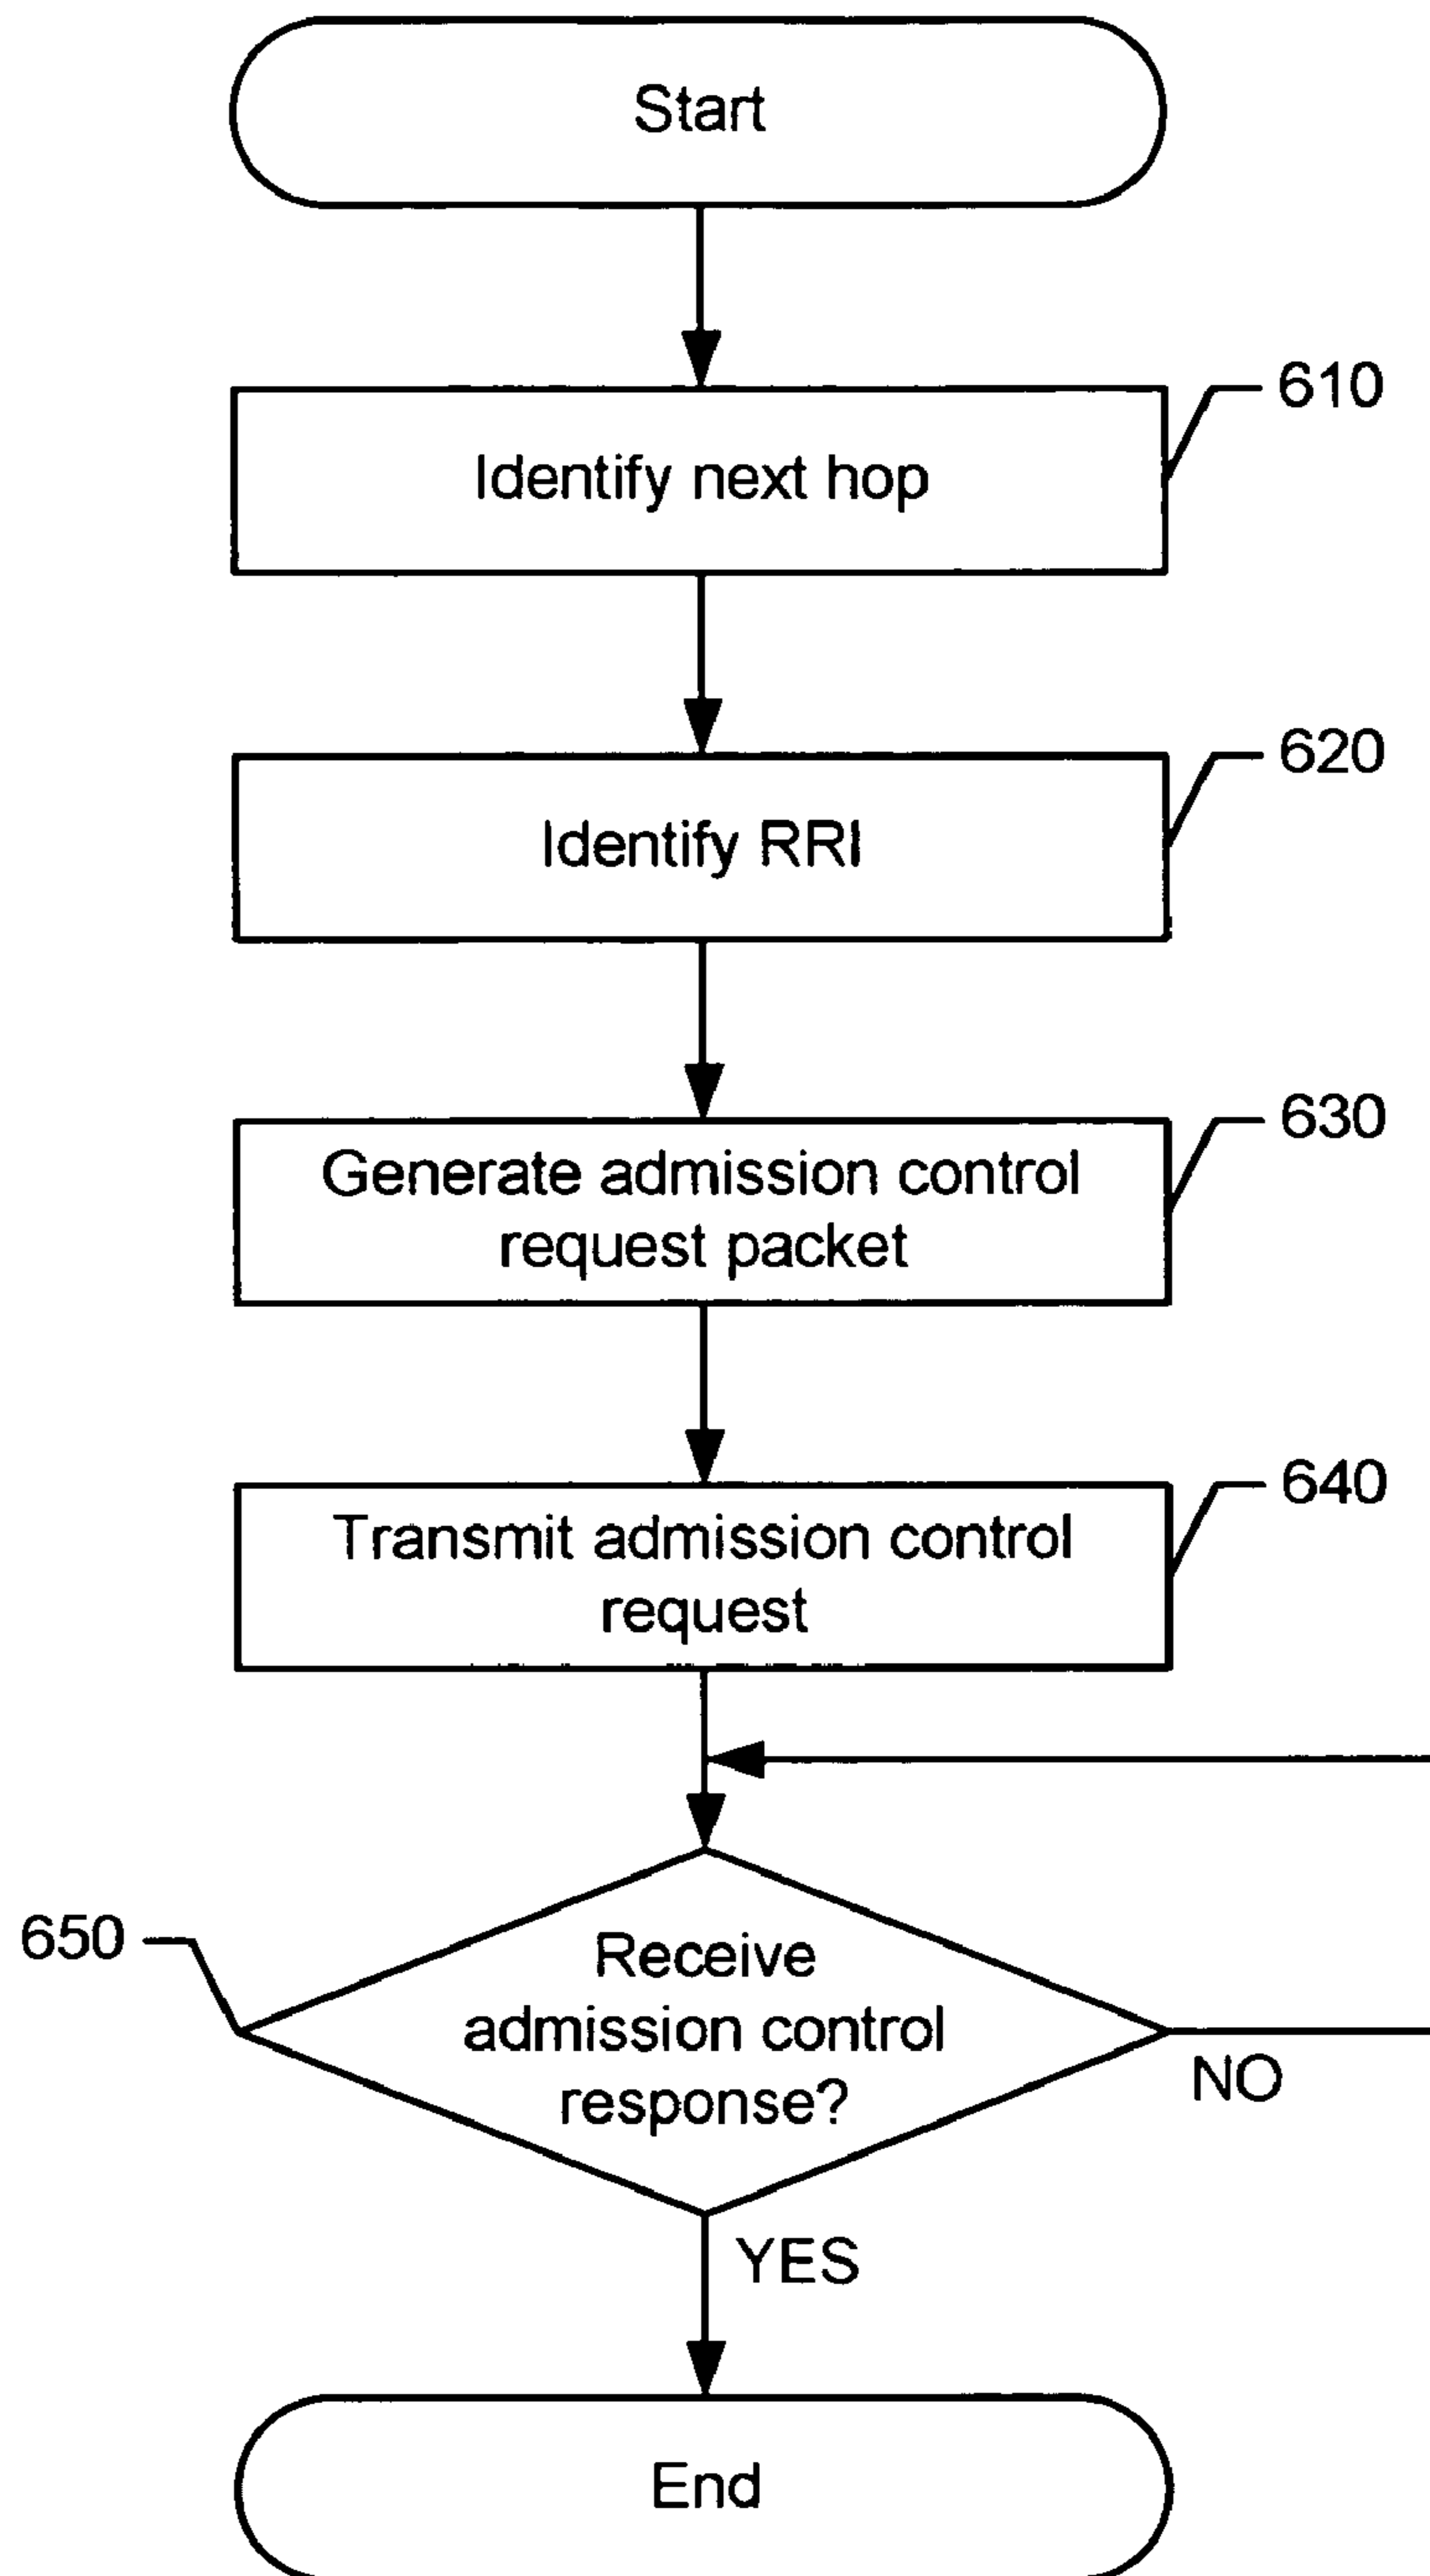 Start
610
Identify next hop
620
Identify RRI
630
Generate admission control
request packet
640
Transmit admission control
request
650
Receive
admission control
response?
NO
YES
End